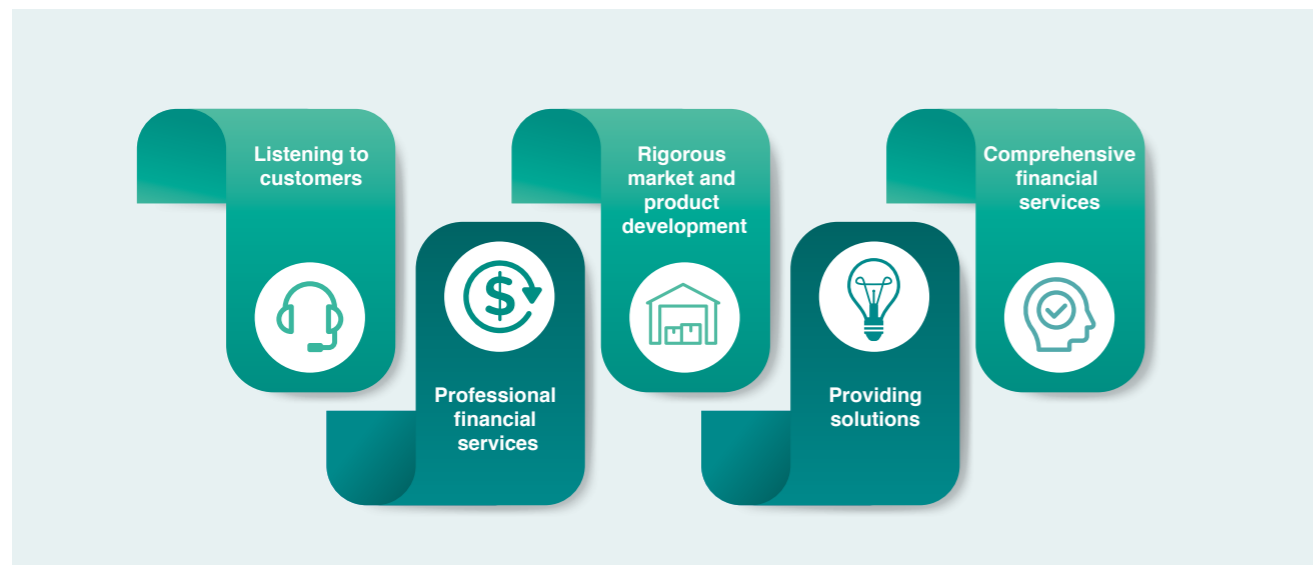 Listening to
customers
Professional
financial
services
Rigorous
market and
product
development
Providing
solutions
Comprehensive
financial
services
$